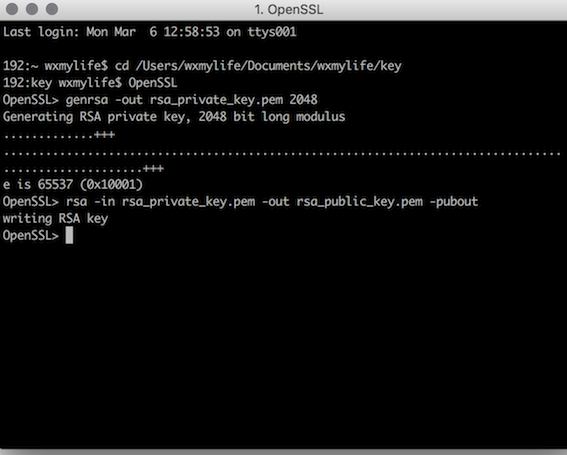 1. OpenSSL
Last login: Mon Mar  6 12:58:53 on ttys001
192:~ wxmylife$ cd /Users/wxmylife/Documents/wxmylife/key
192:key wxmylife$ OpenSSL
OpenSSL> genrsa -out rsa_private_key.pem 2048
Generating RSA private key, 2048 bit long modulus
.............+++
................................................................................
....................+++
e is 65537 (0x10001)
OpenSSL> rsa -in rsa_private_key.pem -out rsa_public_key.pem -pubout
writing RSA key
OpenSSL>